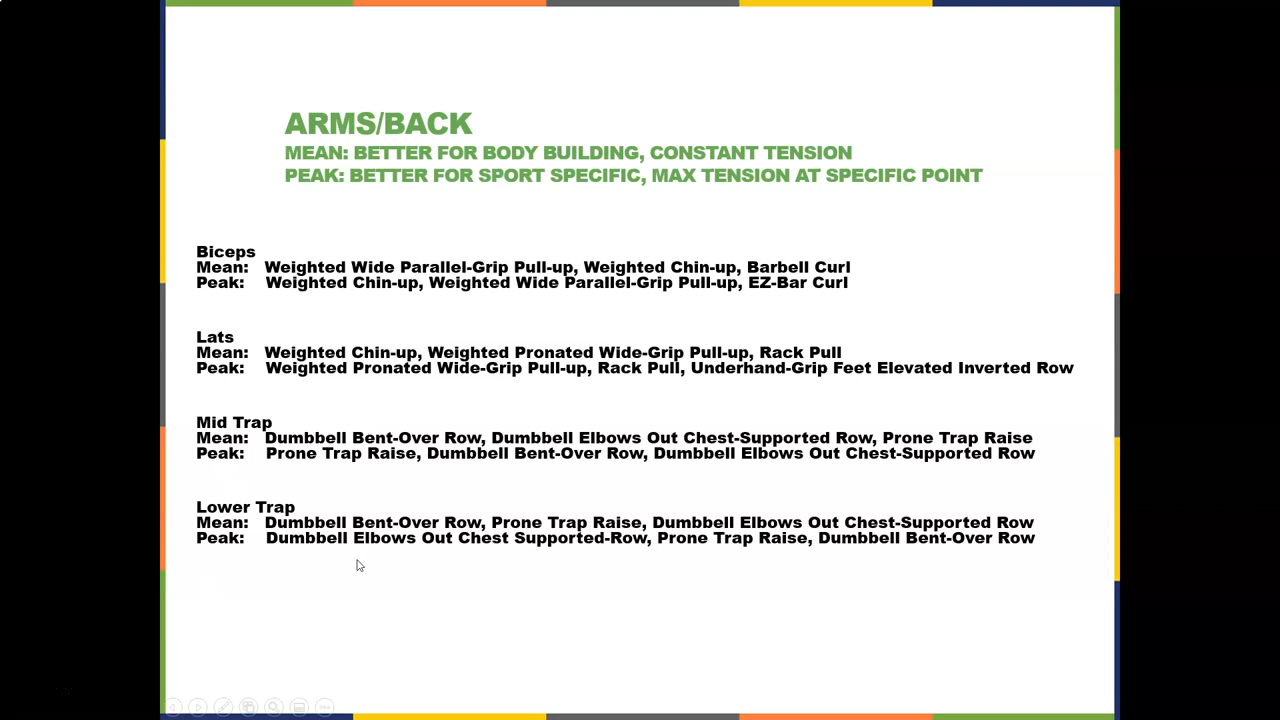 ARMS/BACK
MEAN: BETTER FOR BODY BUILDING, CONSTANT TENSION
PEAK: BETTER FOR SPORT SPECIFIC, MAX TENSION AT SPECIFIC POINT
Biceps
Mean: Weighted Wide Parallel-Grip Pull-up, Weighted Chin-up, Barbell Curl
Peak: Weighted Chin-up, Weighted Wide Parallel-Grip Pull-up, EZ-Bar Curl
Lats
Mean: Weighted Chin-up, Weighted Pronated Wide-Grip Pull-up, Rack Pull
Peak: Weighted Pronated Wide-Grip Pull-up, Rack Pull, Underhand-Grip Feet Elevated Inverted Row
Mid Trap
Mean: Dumbbell Bent-Over Row, Dumbbell Elbows Out Chest-Supported Row, Prone Trap Raise
Peak: Prone Trap Raise, Dumbbell Bent-Over Row, Dumbbell Elbows Out Chest-Supported Row
Lower Trap
Mean: Dumbbell Bent-Over Row, Prone Trap Raise, Dumbbell Elbows Out Chest-Supported Row
Peak: Dumbbell Elbows Out Chest Supported-Row, Prone Trap Raise, Dumbbell Bent-Over Row